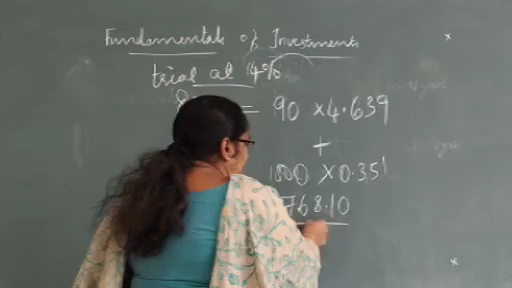 Fundamentals of Investments
trial at 14%
= 90 × 4.639
+
1800 × 0.351
768.10